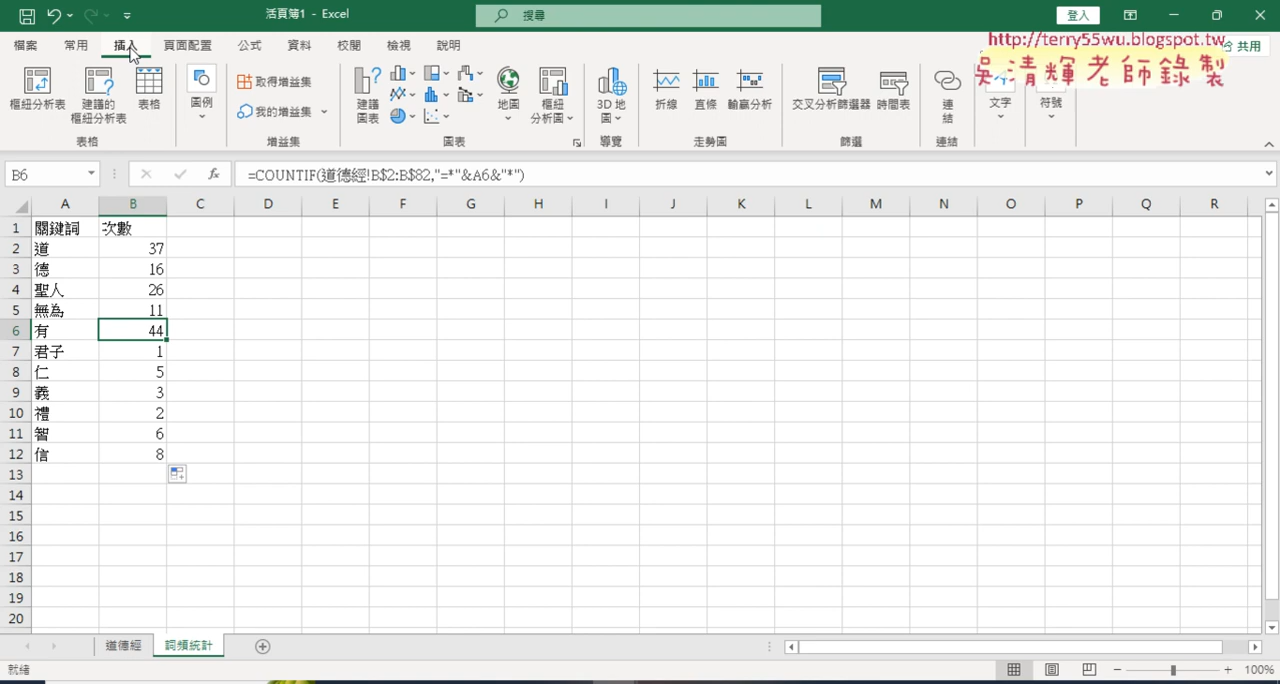 活頁簿1 - Excel
搜尋
登入
檔案 常用 插入 頁面配置 公式 資料 校閱 檢視 說明
共用
http://terry55wu.blogspot.tw
吳清輝老師錄製
樞紐分析表
建議的
樞紐分析表
表格
圖例
取得增益集
我的增益集
建議
圖表
地圖
樞紐
分析圖
3D 地
圖
折線
直條
輸贏分析
交叉分析篩選器
時間表
連
結
文字
符號
表格 增益集 圖表 導覽 走勢圖 篩選 連結
B6
fx
=COUNTIF(道德經!B$2:B$82,"=*"&A6&"*")
A B C D E F G H I J K L M N O P Q R
1 關鍵詞 次數
2 道 37
3 德 16
4 聖人 26
5 無為 11
6 有 44
7 君子 1
8 仁 5
9 義 3
10 禮 2
11 智 6
12 信 8
13
14
15
16
17
18
19
20
道德經 詞頻統計
就緒
100%